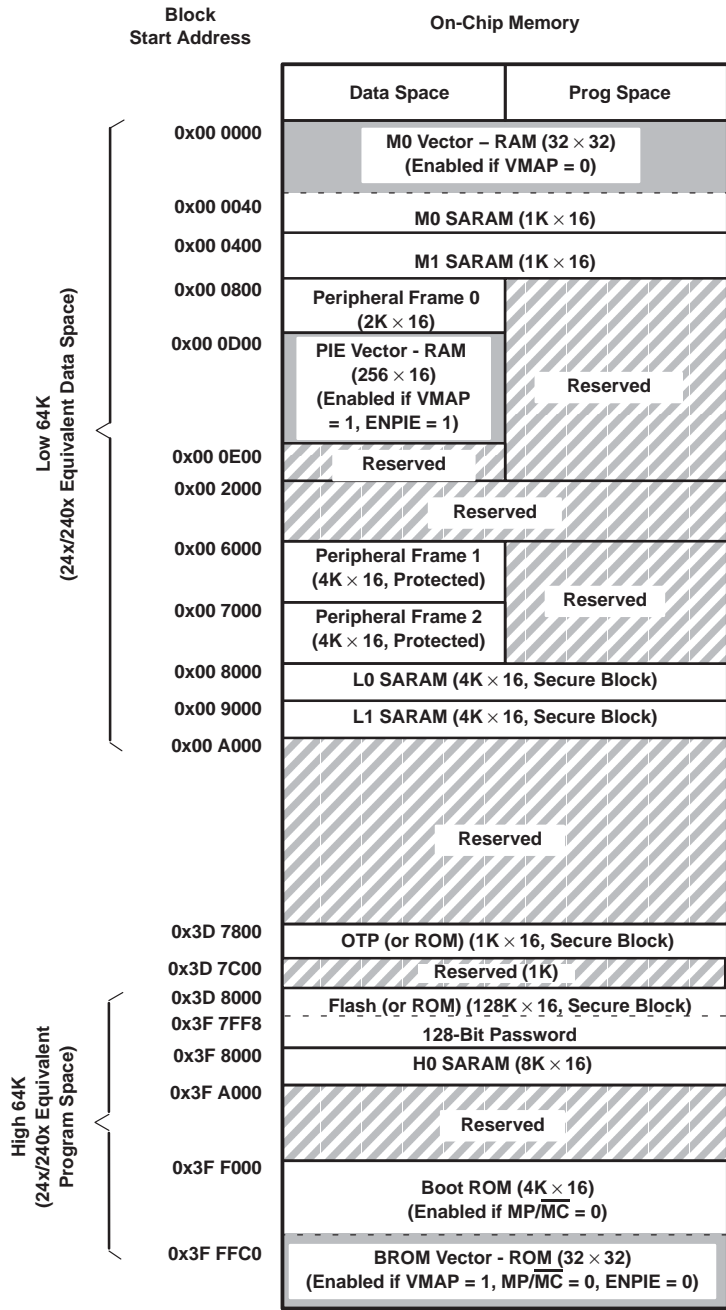 Block
Start Address
On-Chip Memory
Data Space
Prog Space
Low 64K
(24x/240x Equivalent Data Space)
0x00 0000
M0 Vector – RAM (32 × 32)
(Enabled if VMAP = 0)
0x00 0040
M0 SARAM (1K × 16)
0x00 0400
M1 SARAM (1K × 16)
0x00 0800
Peripheral Frame 0
(2K × 16)
Reserved
0x00 0D00
PIE Vector - RAM
(256 × 16)
(Enabled if VMAP
= 1, ENPIE = 1)
0x00 0E00
Reserved
0x00 2000
Reserved
0x00 6000
Peripheral Frame 1
(4K × 16, Protected)
Reserved
0x00 7000
Peripheral Frame 2
(4K × 16, Protected)
0x00 8000
L0 SARAM (4K × 16, Secure Block)
0x00 9000
L1 SARAM (4K × 16, Secure Block)
0x00 A000
Reserved
0x3D 7800
OTP (or ROM) (1K × 16, Secure Block)
0x3D 7C00
Reserved (1K)
High 64K
(24x/240x Equivalent
Program Space)
0x3D 8000
Flash (or ROM) (128K × 16, Secure Block)
0x3F 7FF8
128-Bit Password
0x3F 8000
H0 SARAM (8K × 16)
0x3F A000
Reserved
0x3F F000
Boot ROM (4K × 16)
(Enabled if MP/M̅C̅ = 0)
0x3F FFC0
BROM Vector - ROM (32 × 32)
(Enabled if VMAP = 1, MP/M̅C̅ = 0, ENPIE = 0)